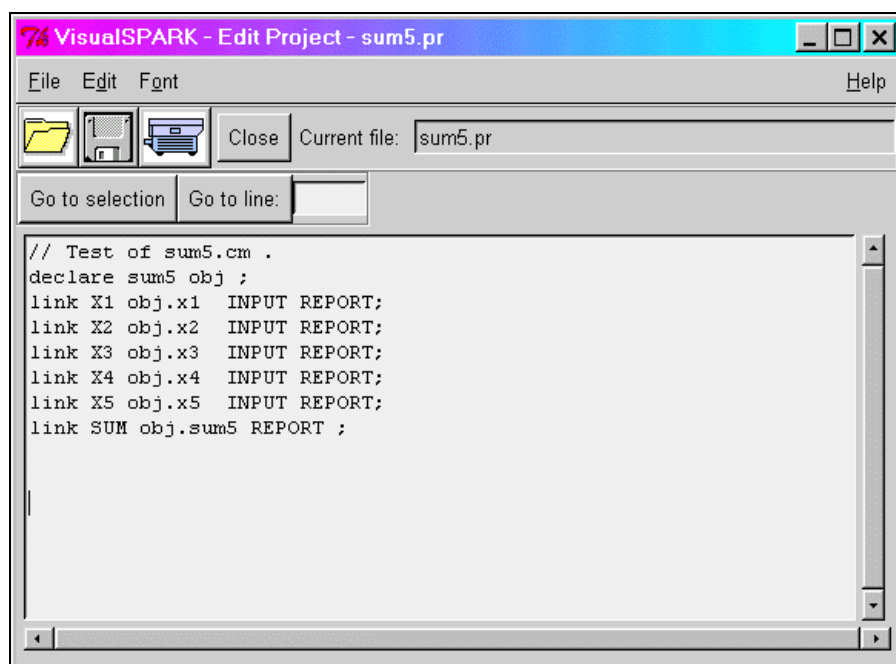 VisualSPARK - Edit Project - sum5.pr
File Edit Font Help
Close Current file: sum5.pr
Go to selection Go to line:
// Test of sum5.cm .
declare sum5 obj ;
link X1 obj.x1  INPUT REPORT;
link X2 obj.x2  INPUT REPORT;
link X3 obj.x3  INPUT REPORT;
link X4 obj.x4  INPUT REPORT;
link X5 obj.x5  INPUT REPORT;
link SUM obj.sum5 REPORT ;